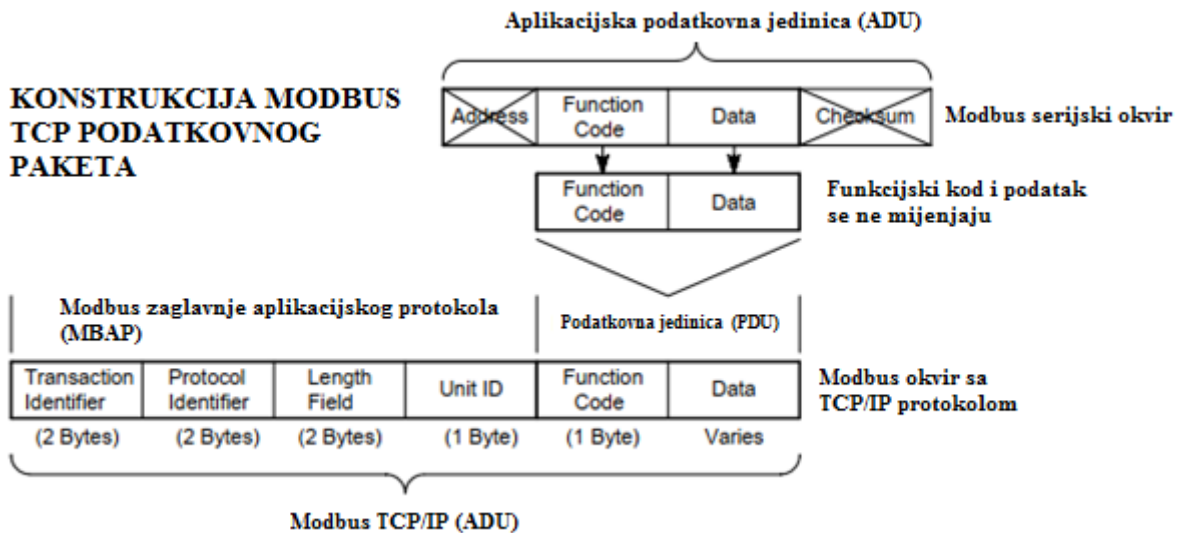 Aplikacijska podatkovna jedinica (ADU)
KONSTRUKCIJA MODBUS
TCP PODATKOVNOG
PAKETA
Address
Function
Code
Data
Checksum
Modbus serijski okvir
Function
Code
Data
Funkcijski kod i podatak
se ne mijenjaju
Modbus zaglavnje aplikacijskog protokola
(MBAP)
Podatkovna jedinica (PDU)
Transaction
Identifier
Protocol
Identifier
Length
Field
Unit ID
Function
Code
Data
Modbus okvir sa
TCP/IP protokolom
(2 Bytes)
(2 Bytes)
(2 Bytes)
(1 Byte)
(1 Byte)
Varies
Modbus TCP/IP (ADU)